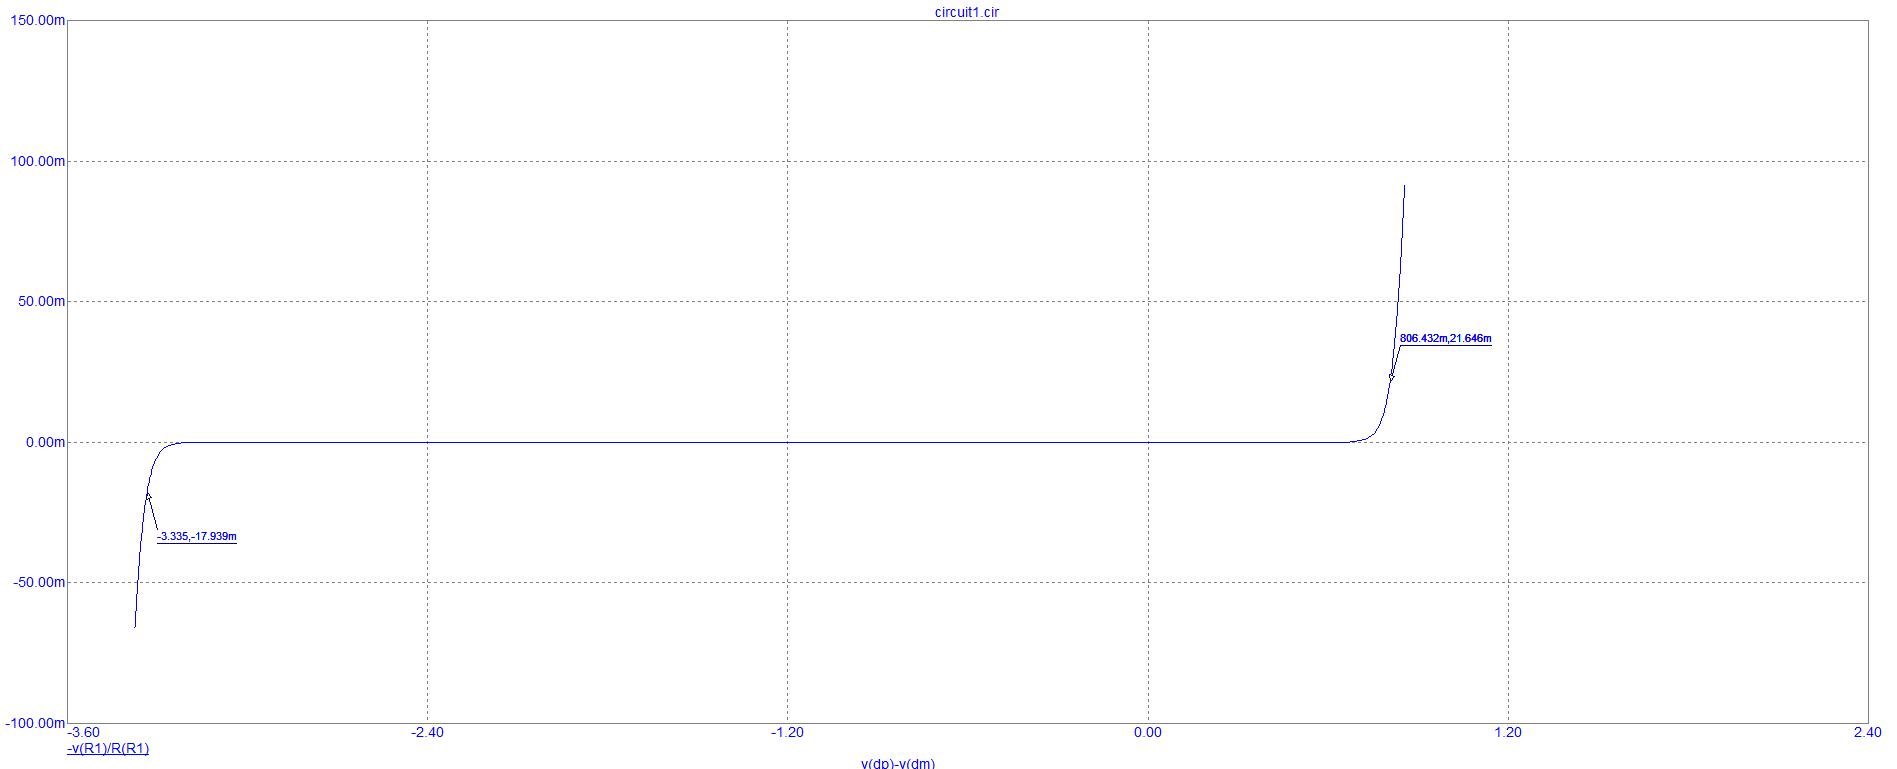 circuit1.cir
150.00m
100.00m
50.00m
806.432m,21.646m
0.00m
-3.335,-17.939m
-50.00m
-100.00m
-3.60 -2.40 -1.20 0.00 1.20 2.40
-v(R1)/R(R1)
v(dp)-v(dm)